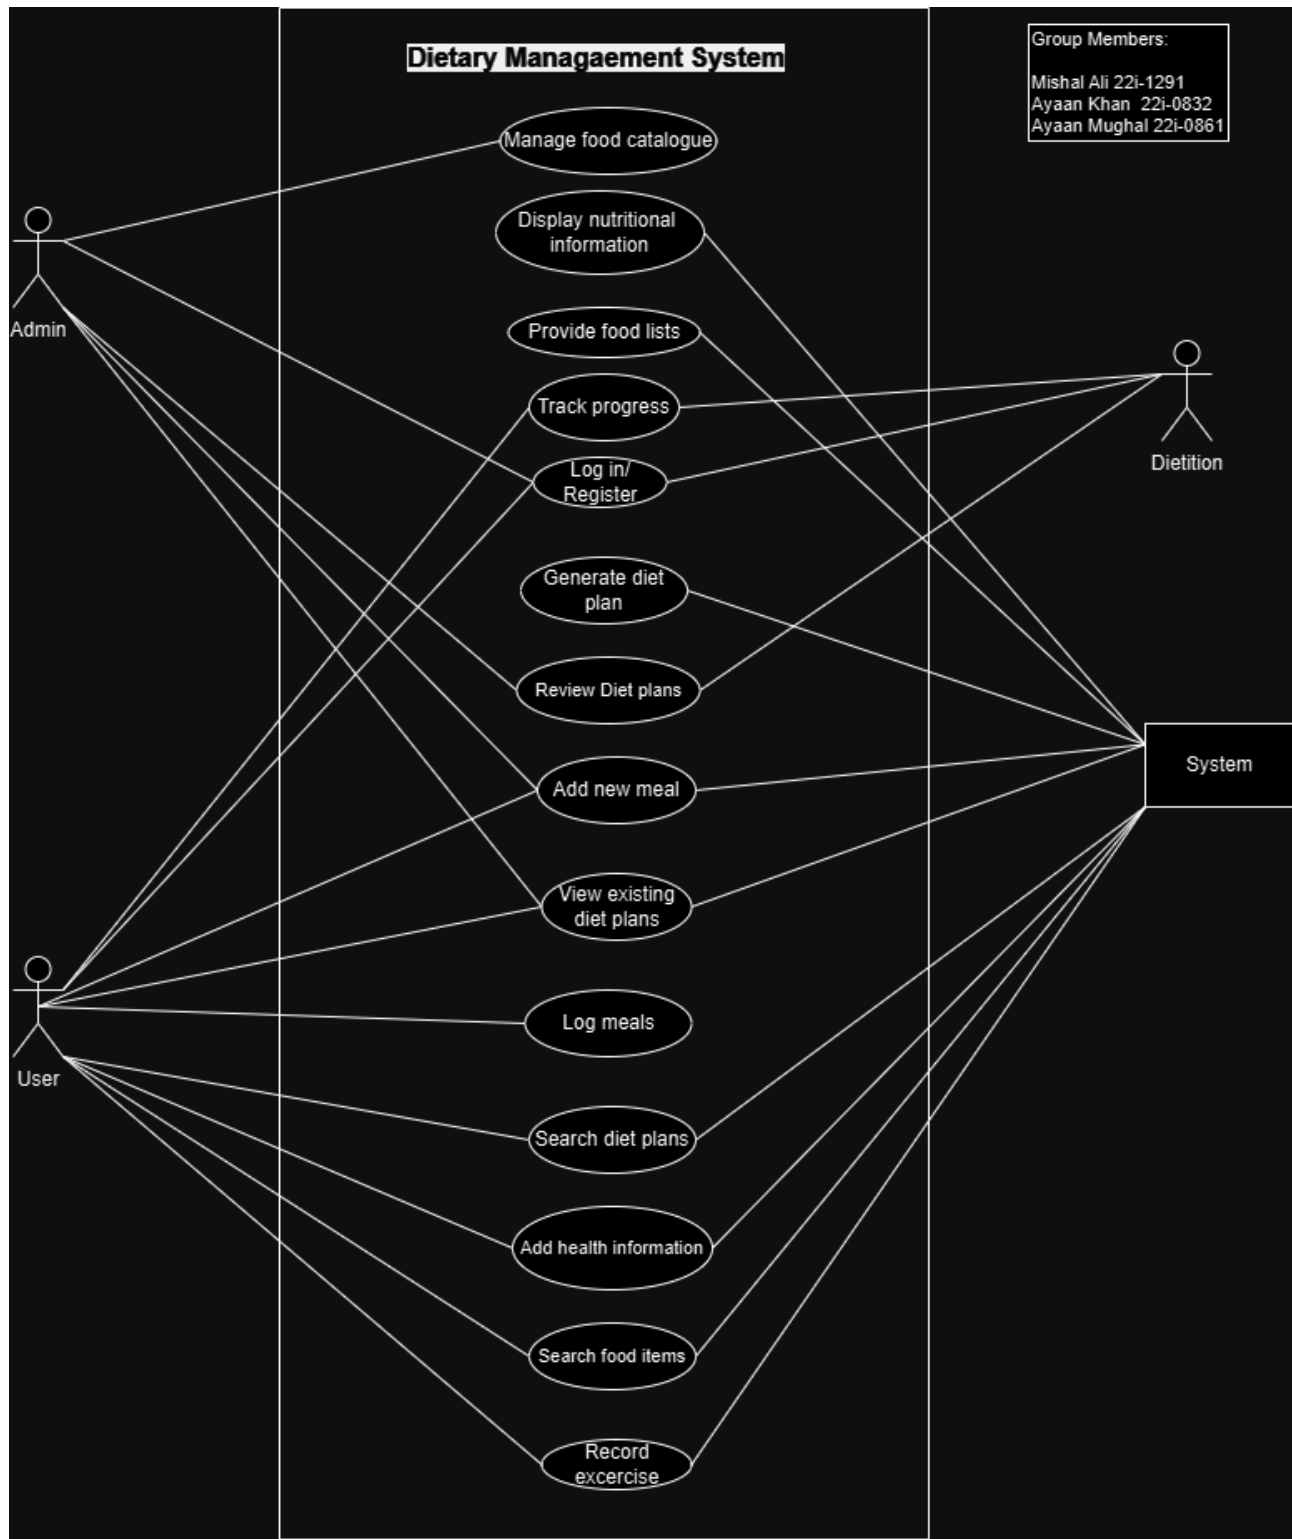 Dietary Managaement System
Group Members:
Mishal Ali 22i-1291
Ayaan Khan  22i-0832
Ayaan Mughal 22i-0861
Manage food catalogue
Display nutritional
information
Admin
Provide food lists
Track progress
Dietition
Log in/
Register
Generate diet
plan
Review Diet plans
System
Add new meal
View existing
diet plans
Log meals
User
Search diet plans
Add health information
Search food items
Record
excercise